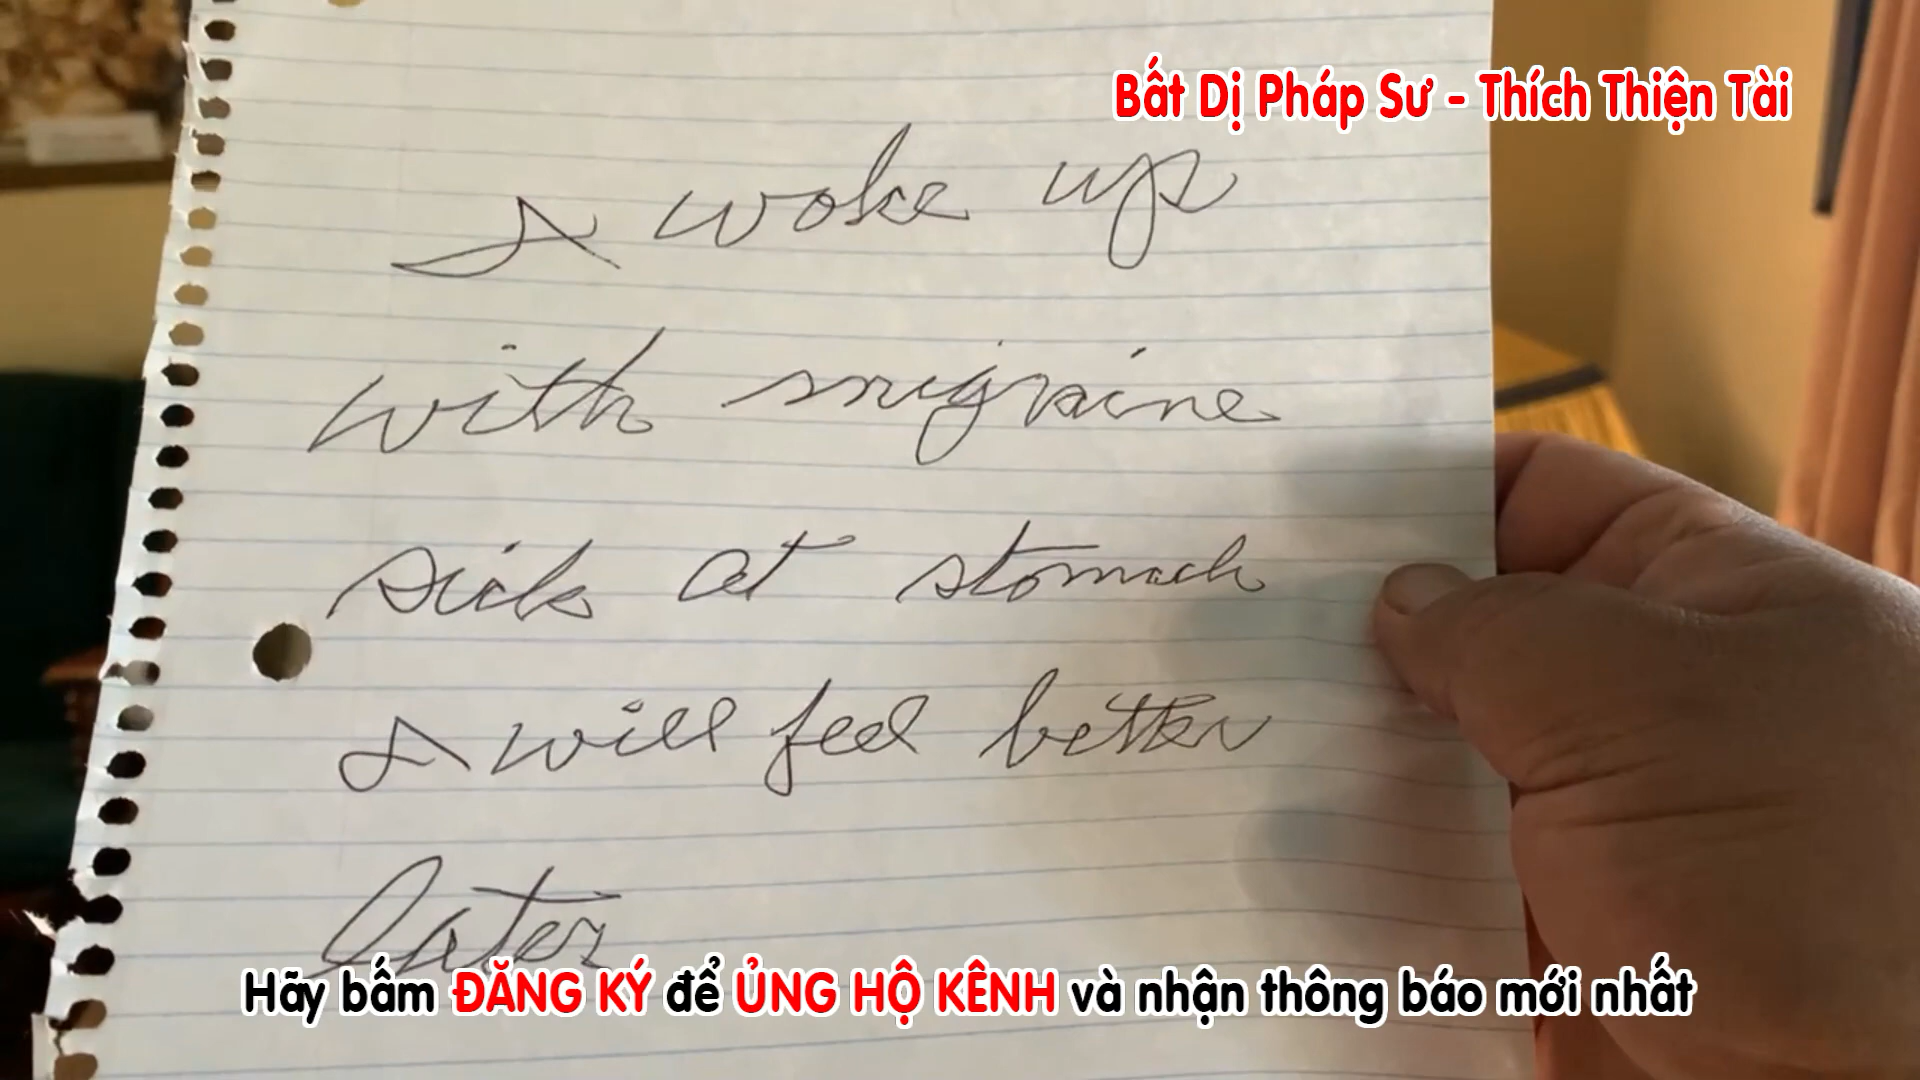 Bất Dị Pháp Sư - Thích Thiện Tài
I woke up
with migraine
sick at stomach
I will feel better
later
Hãy bấm ĐĂNG KÝ để ỦNG HỘ KÊNH và nhận thông báo mới nhất